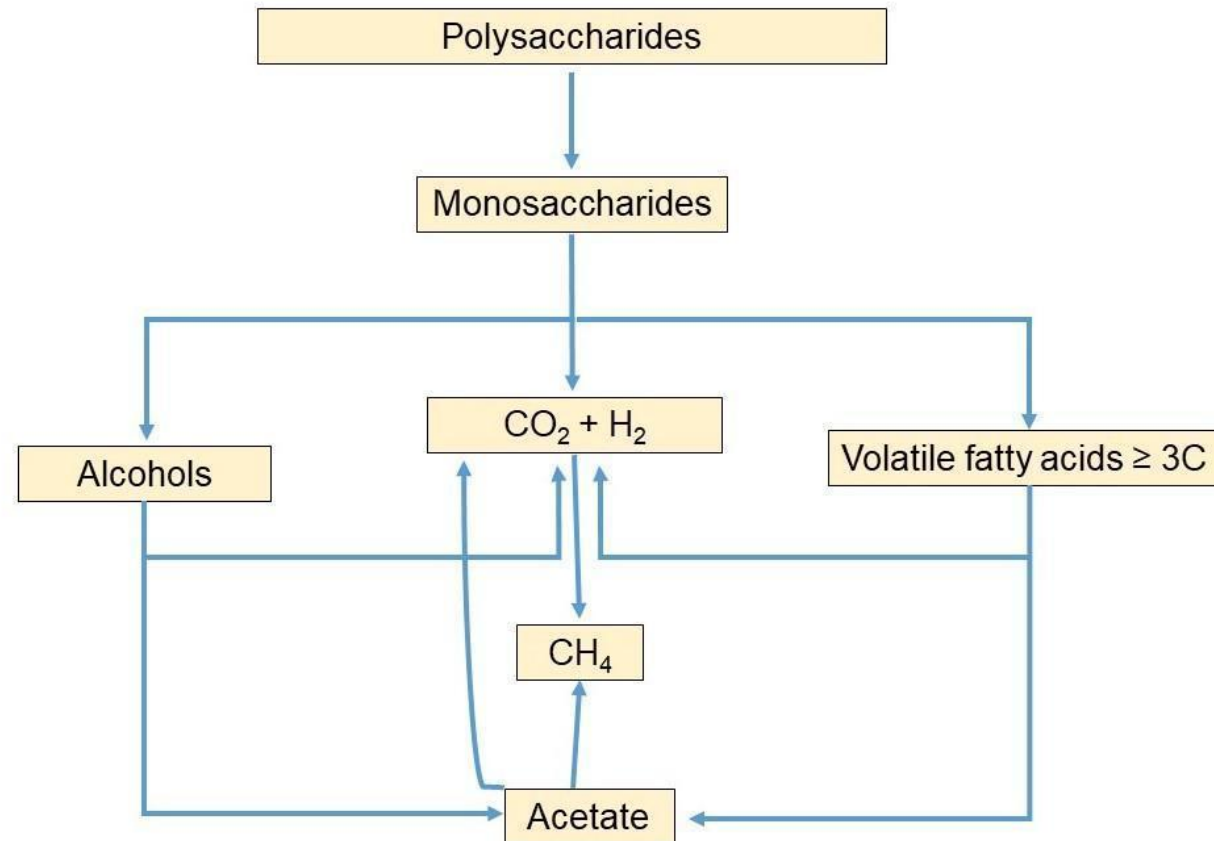 Polysaccharides
Monosaccharides
CO₂ + H₂
Alcohols
Volatile fatty acids ≥ 3C
CH₄
Acetate